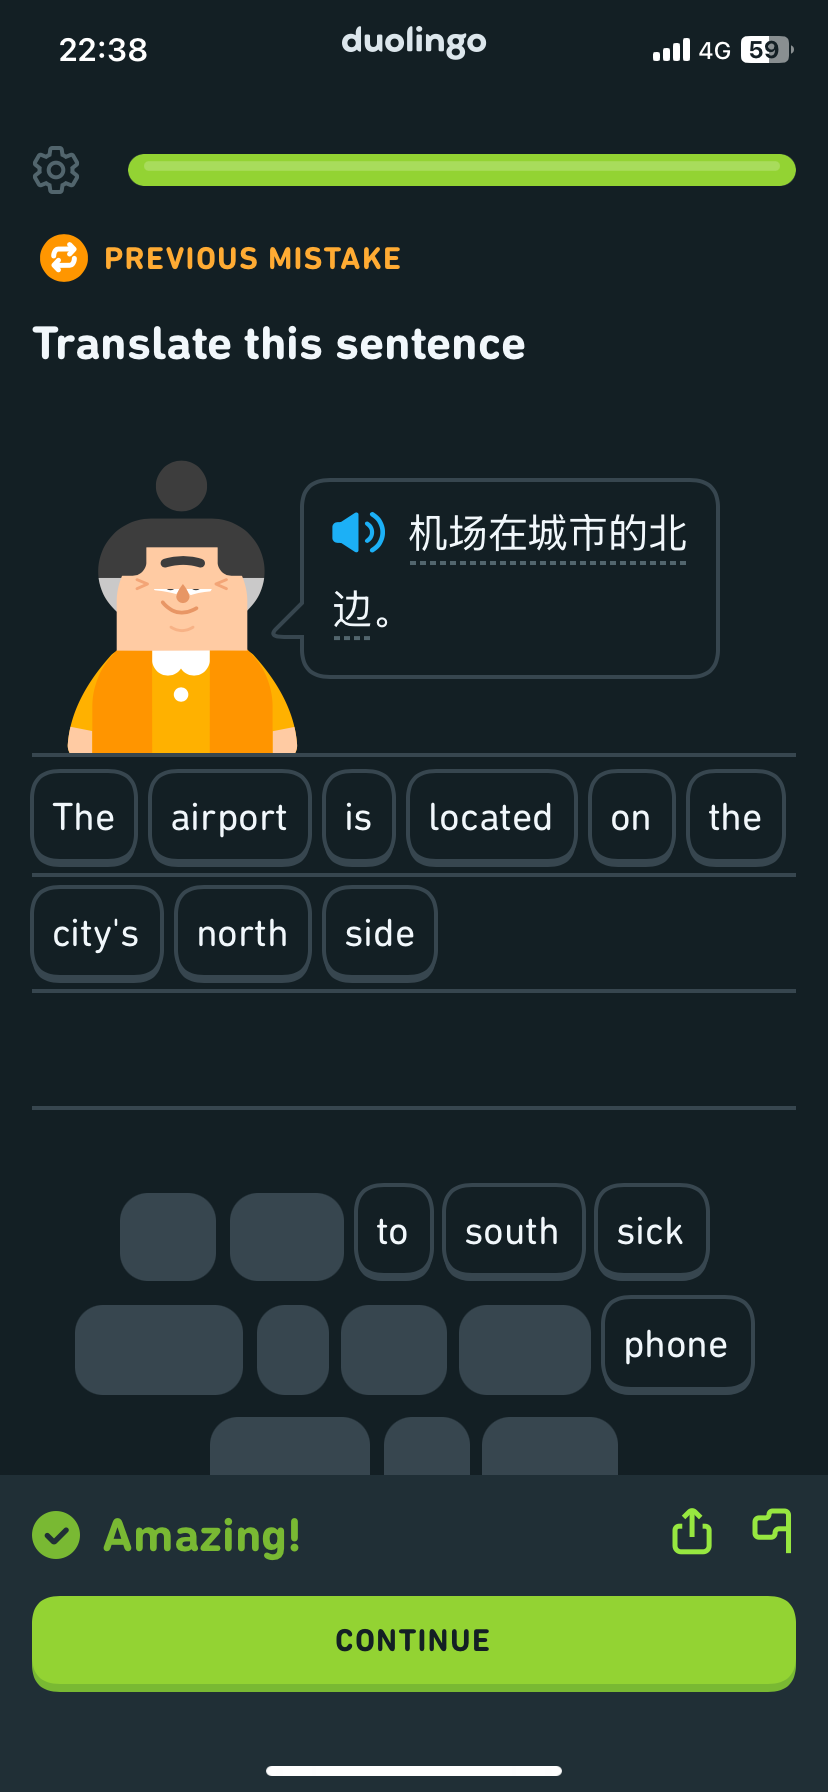 22:38
duolingo
4G
59
PREVIOUS MISTAKE
Translate this sentence
机场在城市的北
边。
The airport is located on the
city's north side
to south sick
phone
Amazing!
CONTINUE